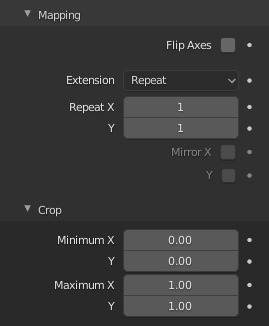 Mapping
Flip Axes
Extension Repeat
Repeat X 1
Y 1
Mirror X
Y
Crop
Minimum X 0.00
Y 0.00
Maximum X 1.00
Y 1.00